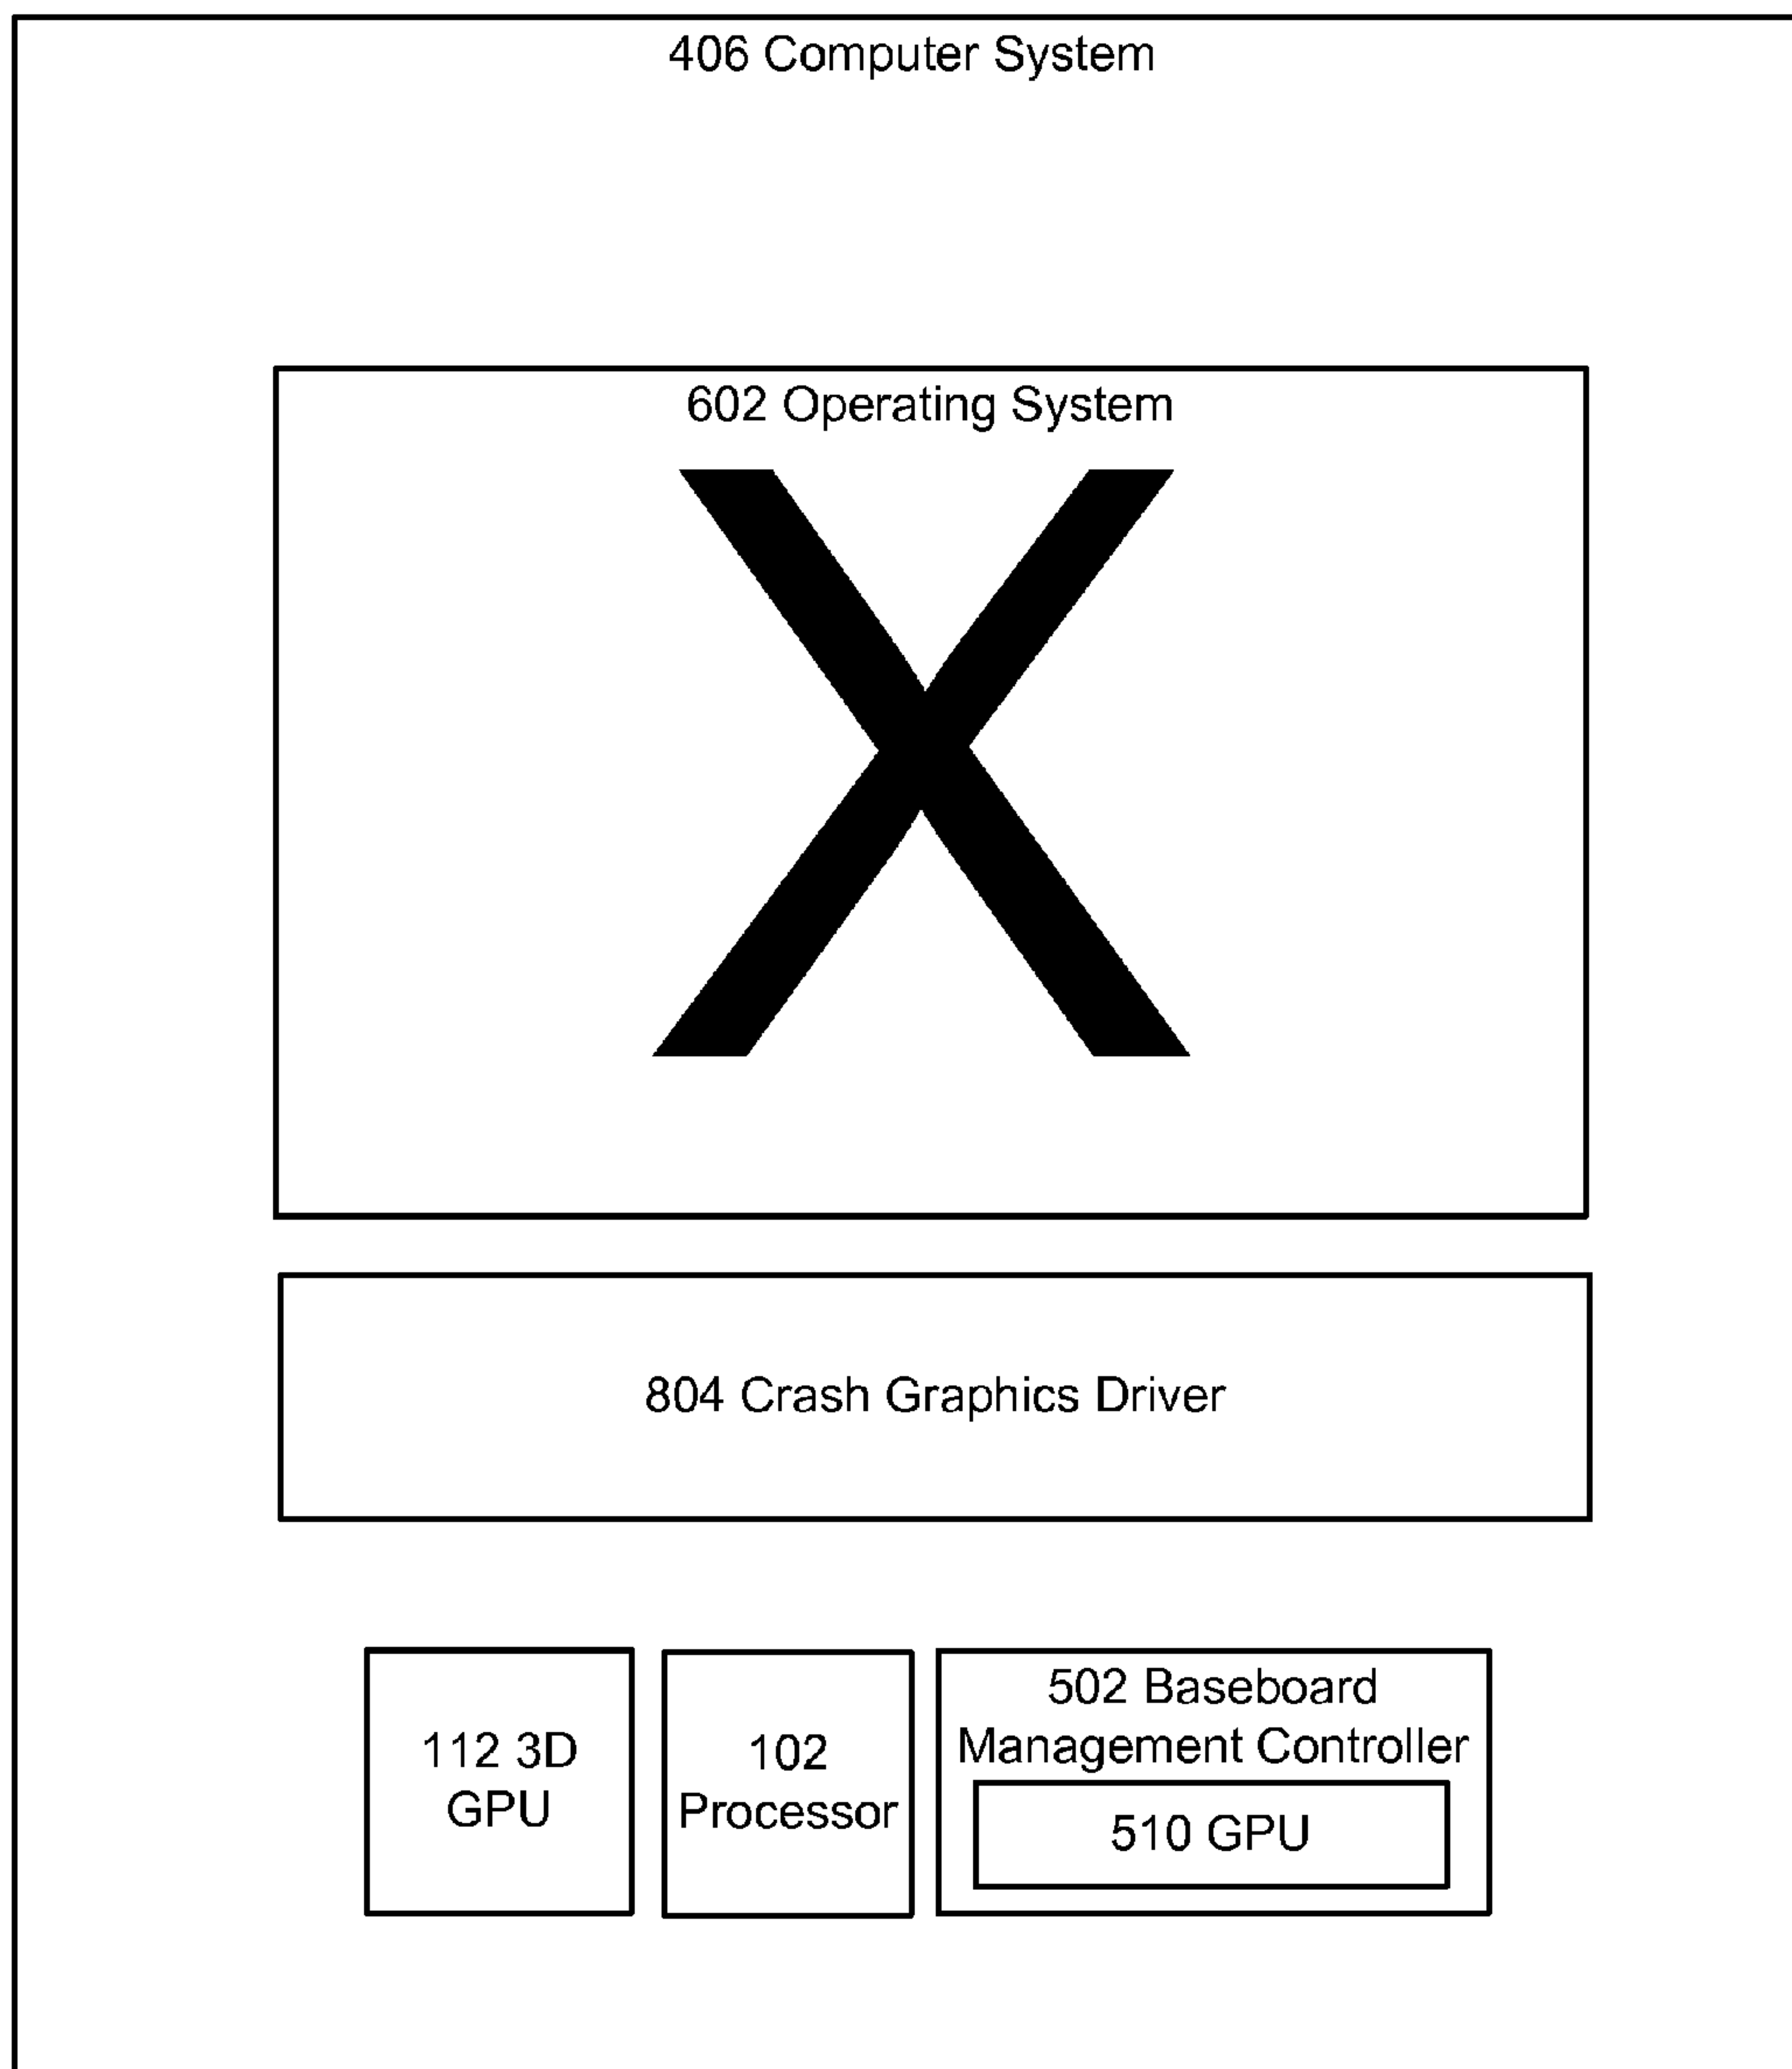 406 Computer System
602 Operating System
X
804 Crash Graphics Driver
112 3D
GPU
102
Processor
502 Baseboard
Management Controller
510 GPU